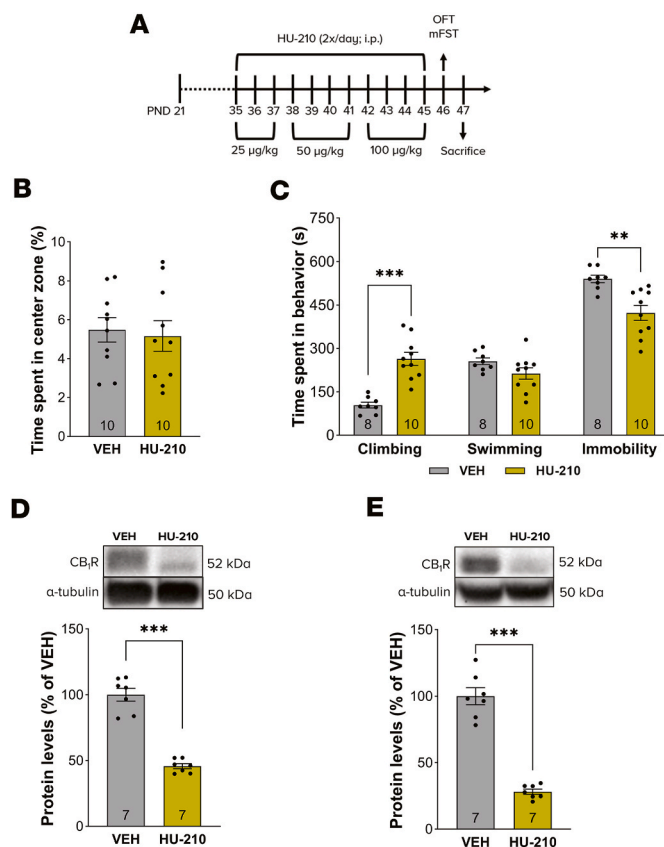 A
OFT
mFST
HU-210 (2x/day; i.p.)
PND 21
35 36 37 38 39 40 41 42 43 44 45 46 47
25 µg/kg 50 µg/kg 100 µg/kg Sacrifice
B
Time spent in center zone (%)
10
8
6
4
2
0
10 10
VEH HU-210
C
Time spent in behavior (s)
750
600
450
300
150
0
*** **
8 10 8 10 8 10
Climbing Swimming Immobility
VEH HU-210
D
VEH HU-210
CB₁R 52 kDa
α-tubulin 50 kDa
Protein levels (% of VEH)
150
100
50
0
***
7 7
VEH HU-210
E
VEH HU-210
CB₁R 52 kDa
α-tubulin 50 kDa
Protein levels (% of VEH)
150
100
50
0
***
7 7
VEH HU-210